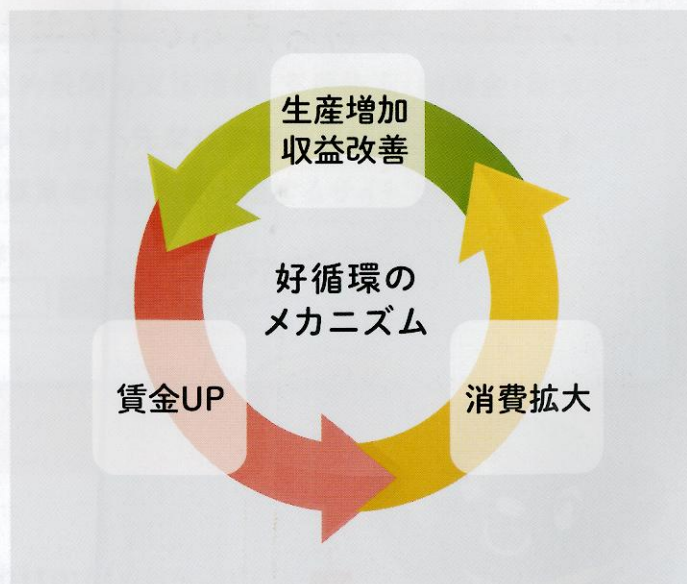 生産増加
収益改善
好循環の
メカニズム
賃金UP
消費拡大